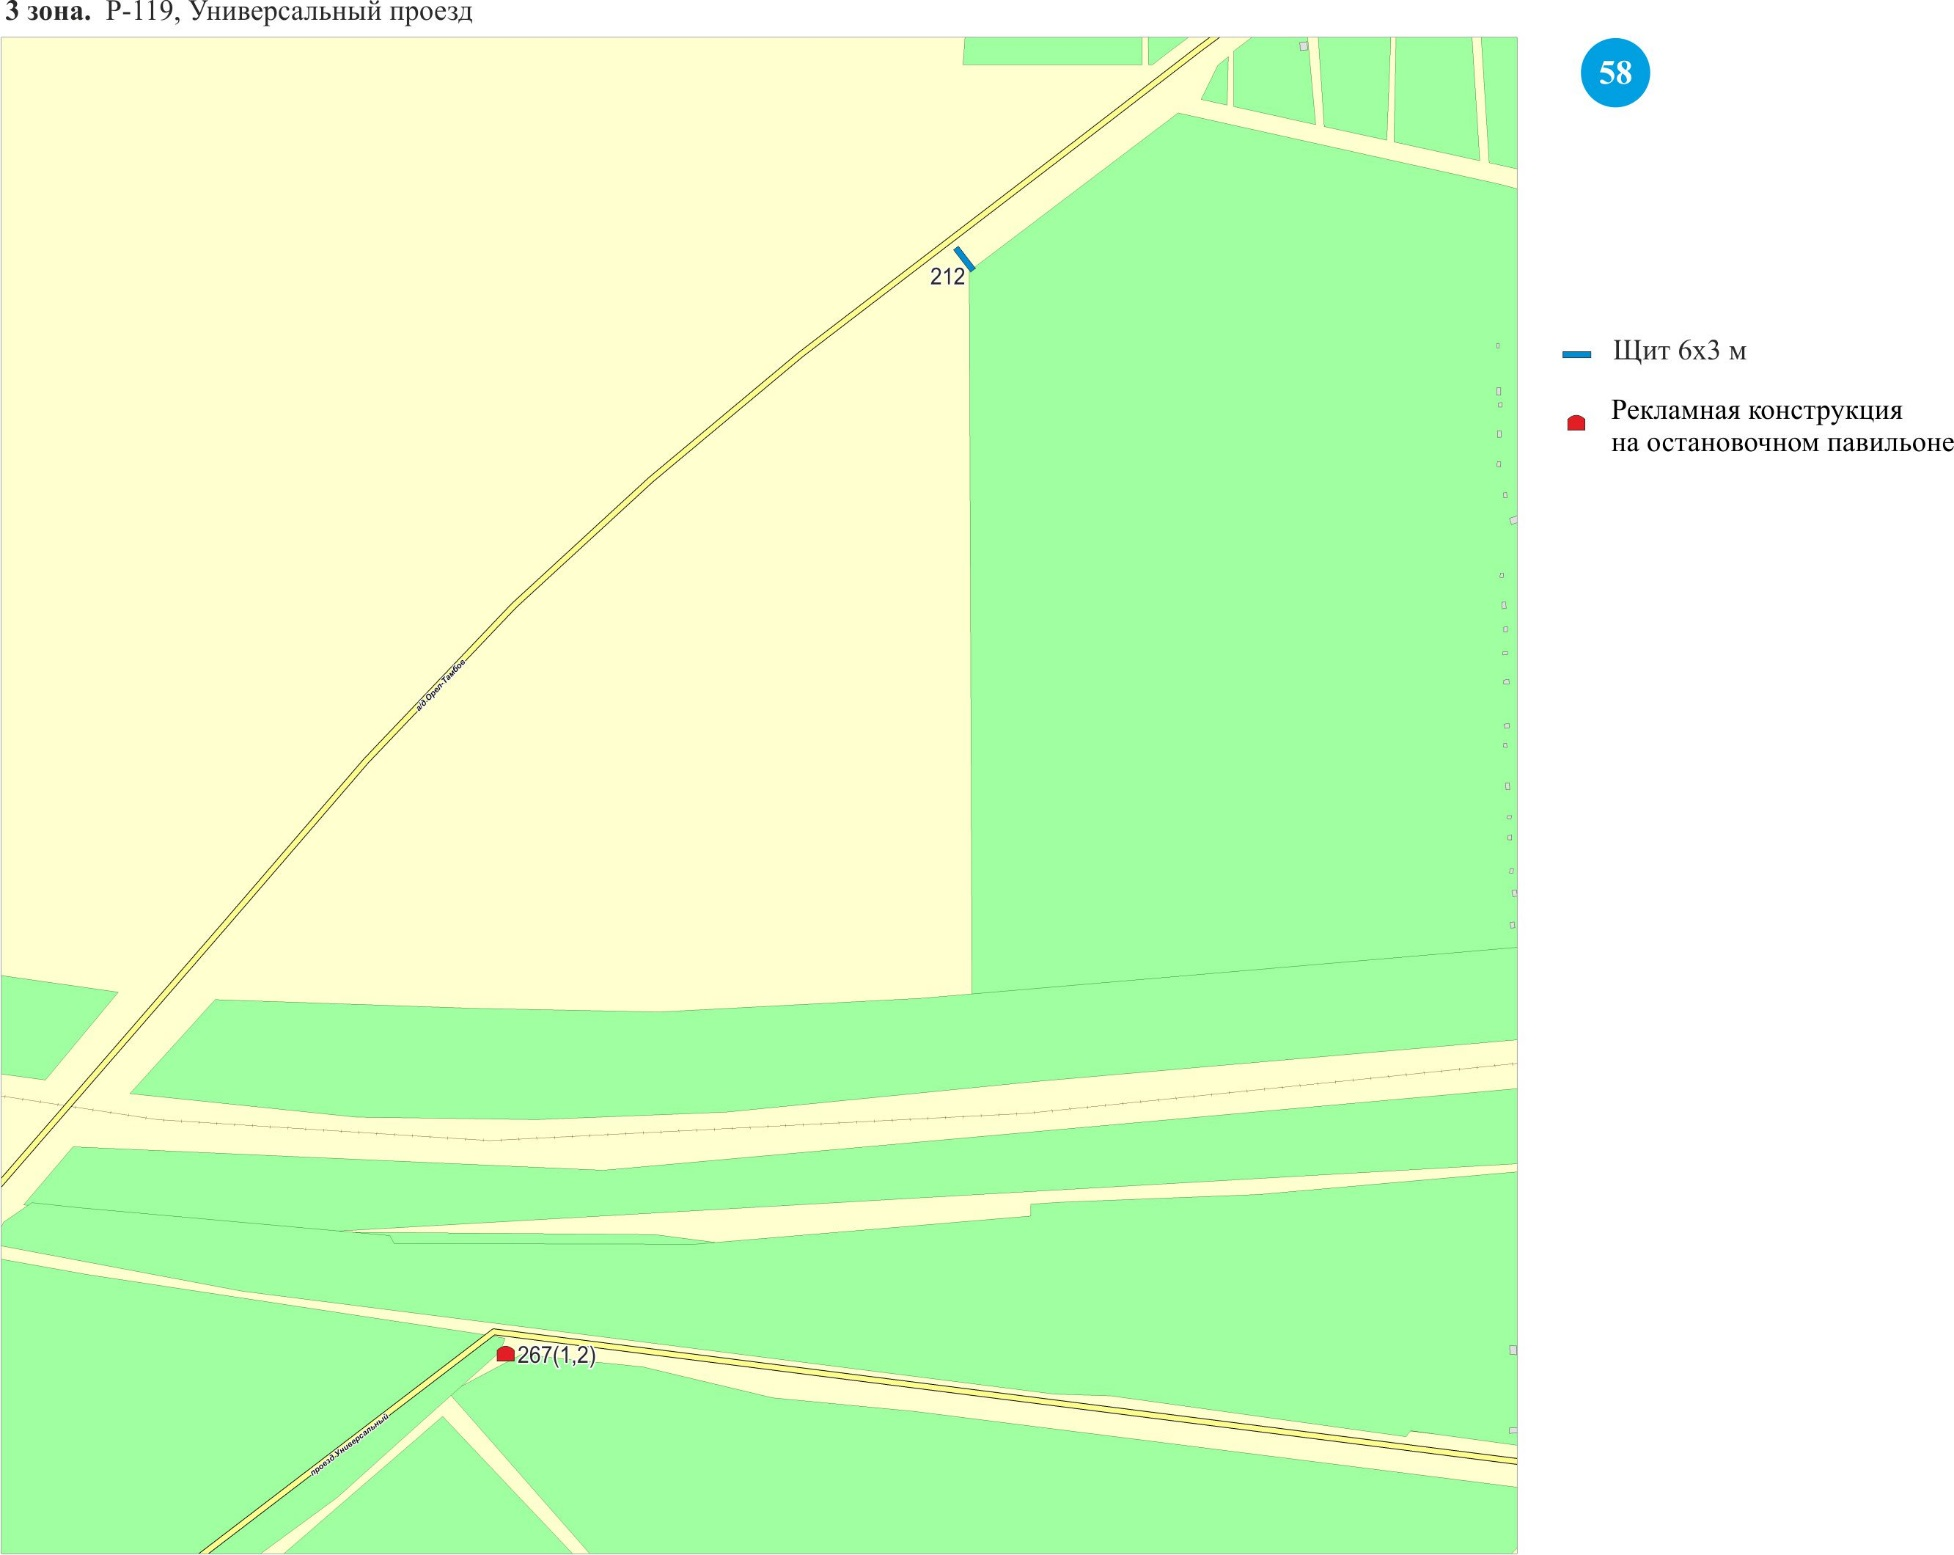 3 зона. Р-119, Универсальный проезд
58
212
Щит 6х3 м
Рекламная конструкция
на остановочном павильоне
а/д.Орел-Тамбов
267(1,2)
проезд.Универсальный